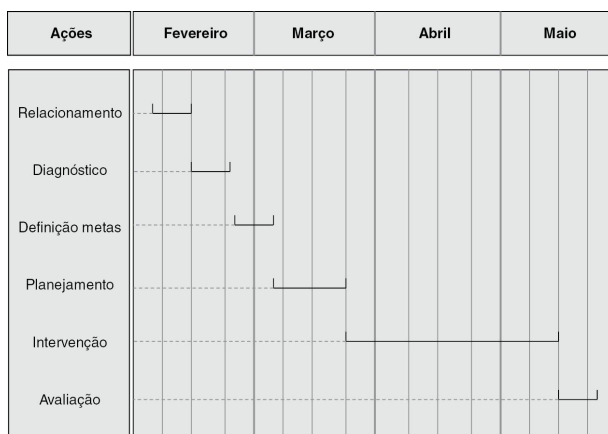 Ações Fevereiro Março Abril Maio
Relacionamento
Diagnóstico
Definição metas
Planejamento
Intervenção
Avaliação